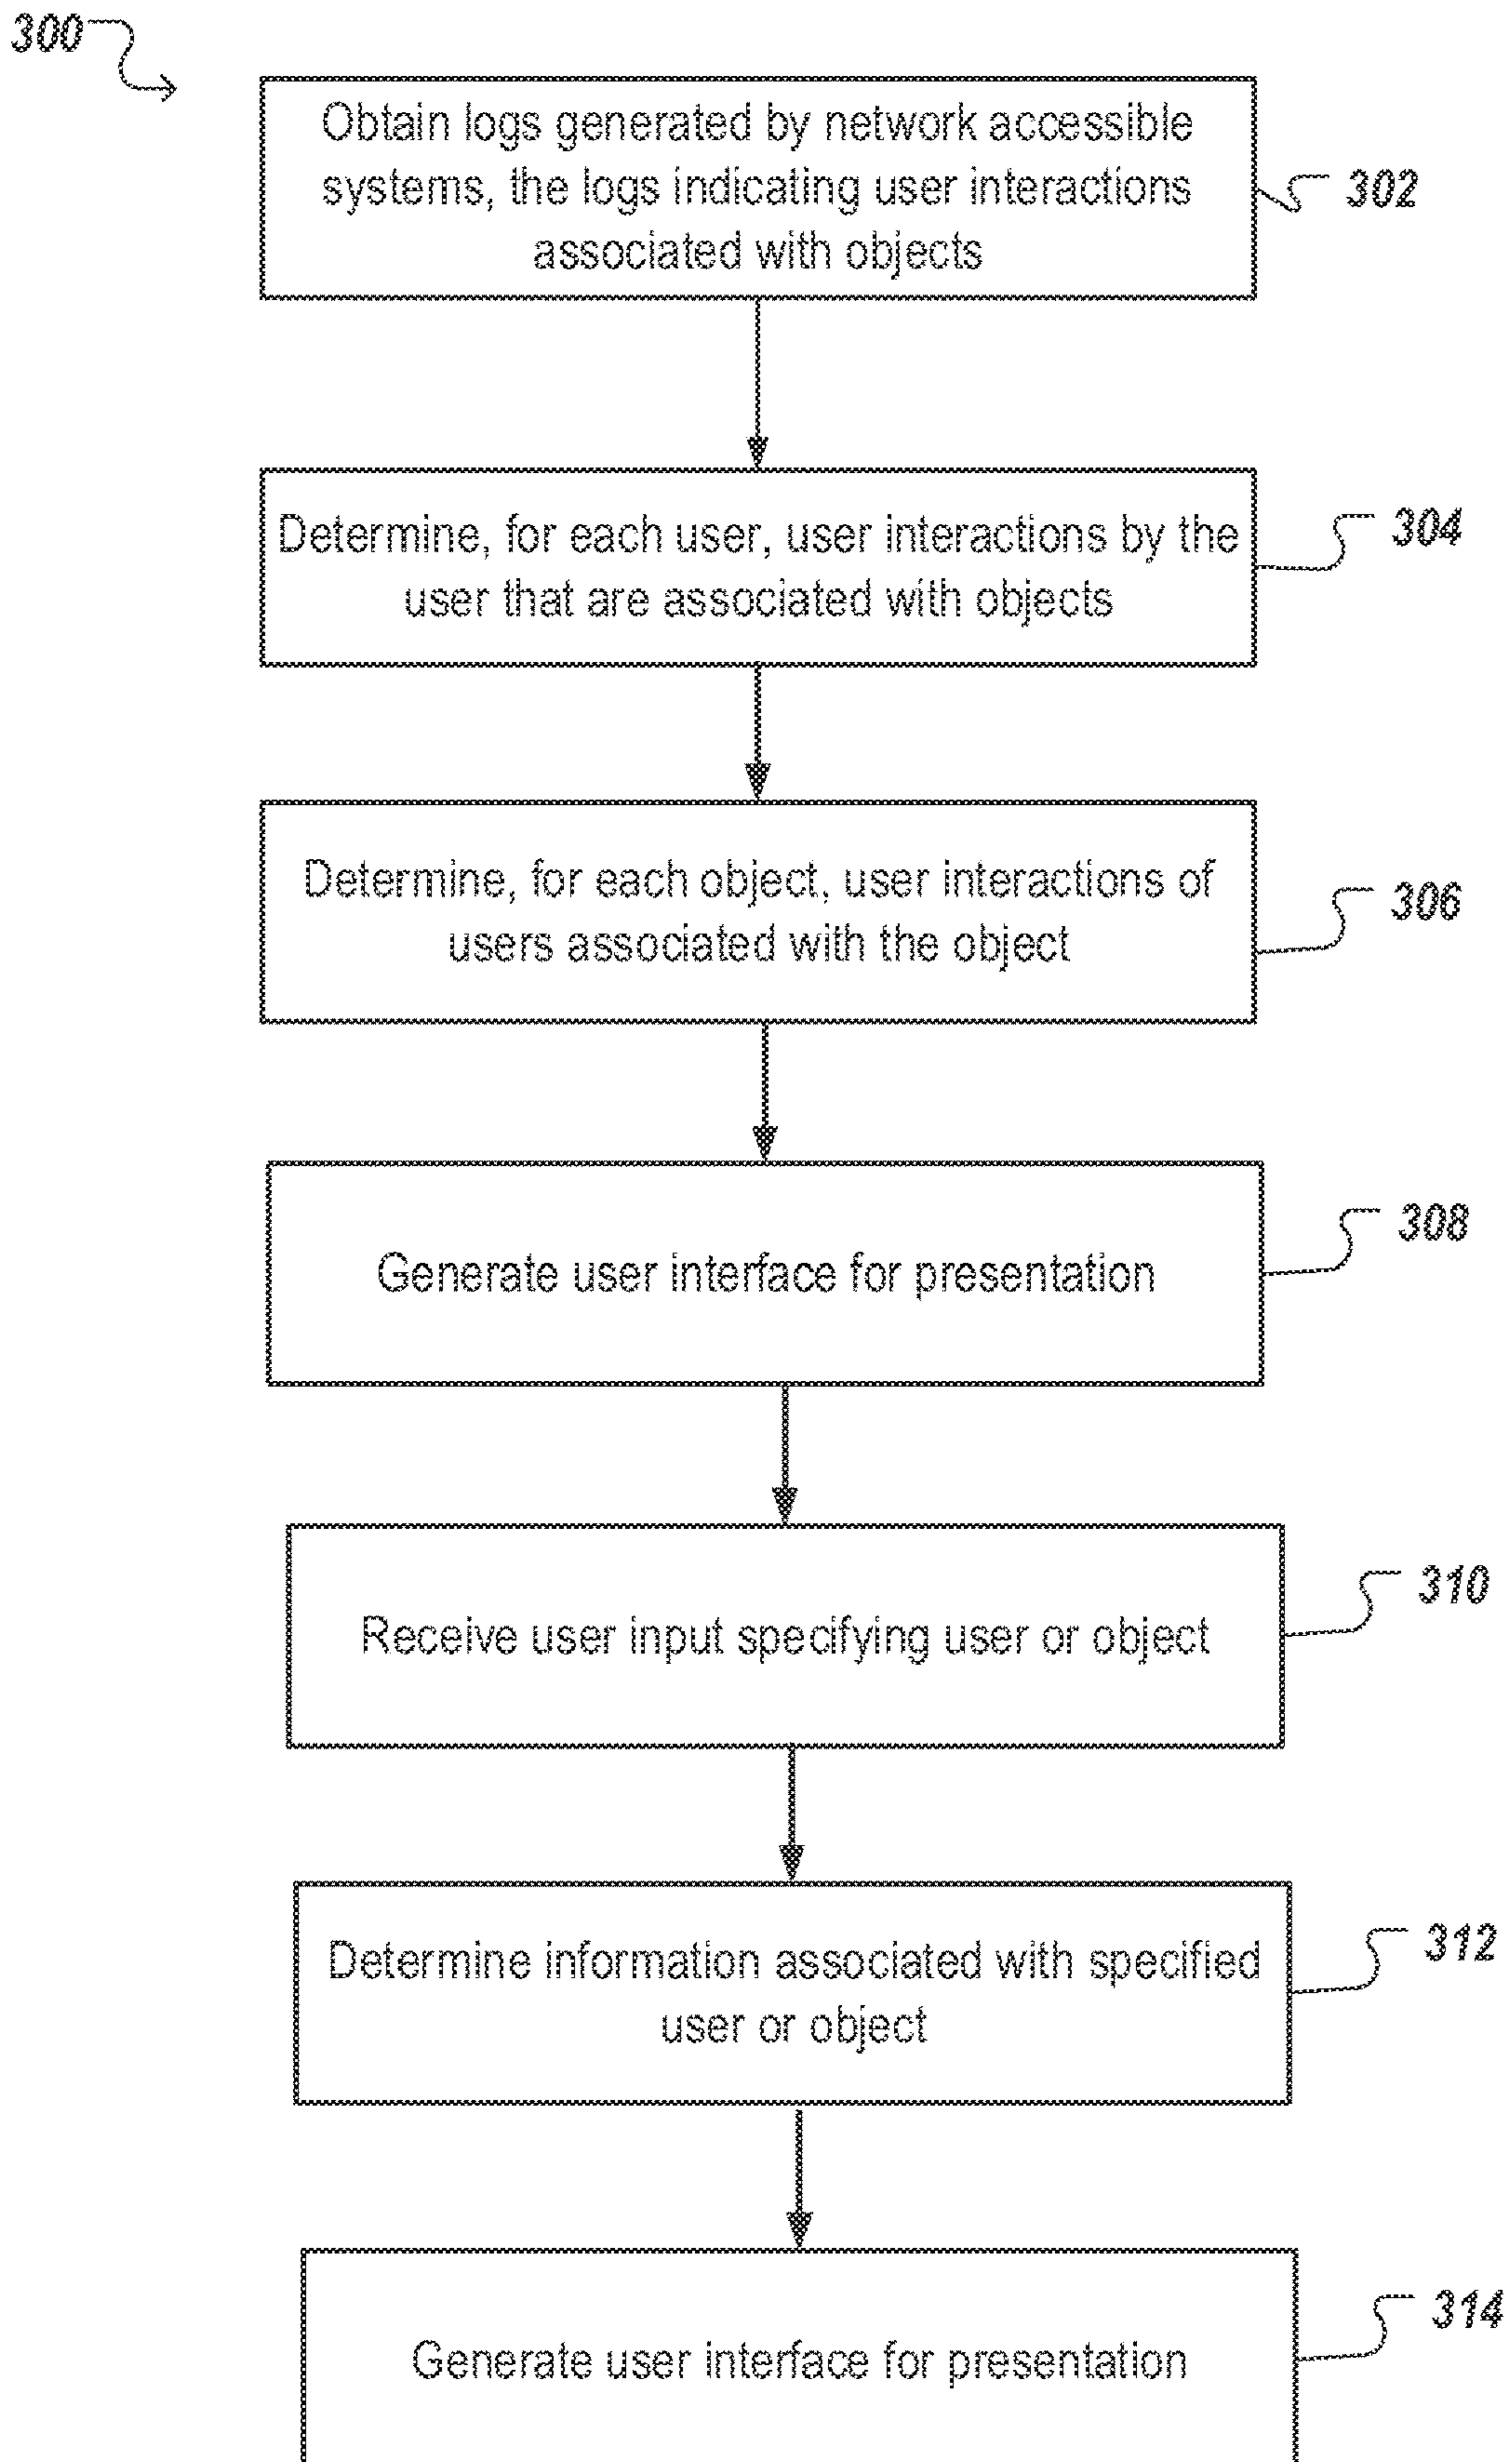 300
Obtain logs generated by network accessible
systems, the logs indicating user interactions
associated with objects
302
Determine, for each user, user interactions by the
user that are associated with objects
304
Determine, for each object, user interactions of
users associated with the object
306
Generate user interface for presentation
308
Receive user input specifying user or object
310
Determine information associated with specified
user or object
312
Generate user interface for presentation
314